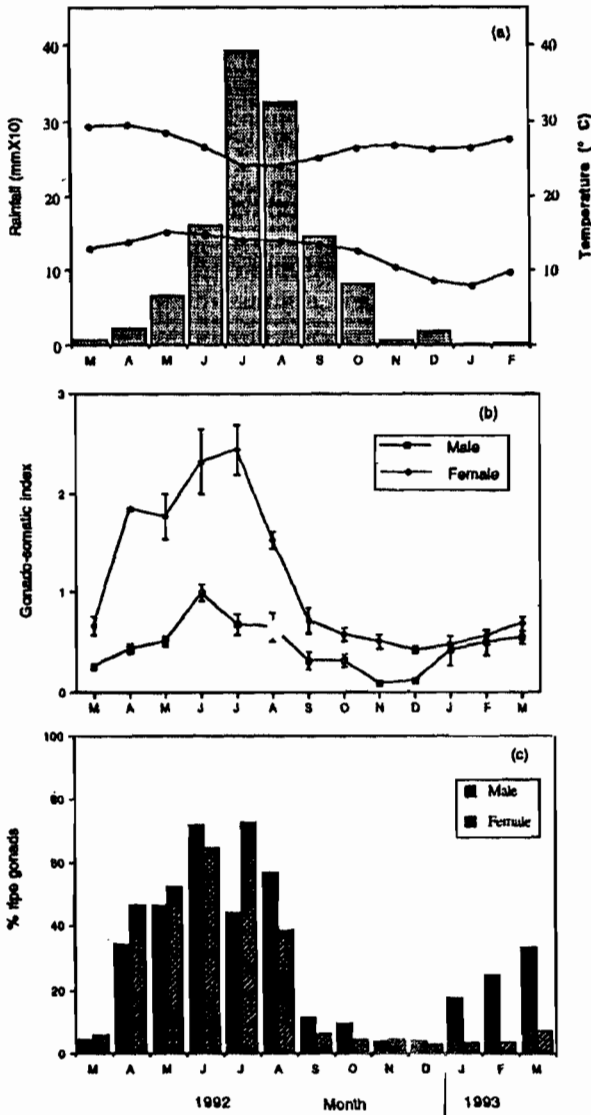 (a)
40
30
20
10
0
Rainfall (mmX10)
40
30
20
10
Temperature (° C)
M A M J J A S O N D J F
(b)
3
2
1
0
Gonado-somatic index
Male
Female
M A M J J A S O N D J F M
(c)
100
80
60
40
20
0
% ripe gonads
Male
Female
M A M J J A S O N D J F M
1992 Month 1993